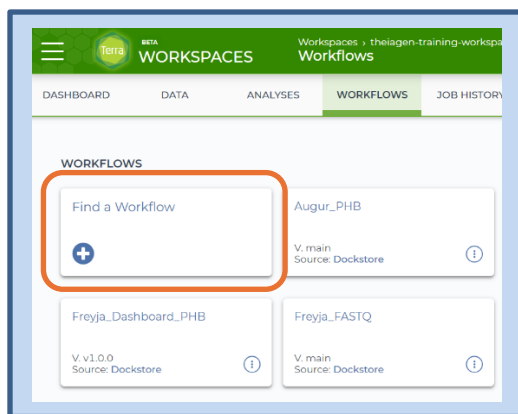 Terra
BETA
WORKSPACES
Workspaces › theiagen-training-workspa
Workflows
DASHBOARD DATA ANALYSES WORKFLOWS JOB HISTORY
WORKFLOWS
Find a Workflow
Augur_PHB
V. main
Source: Dockstore
Freyja_Dashboard_PHB
Freyja_FASTQ
V. v1.0.0
Source: Dockstore
V. main
Source: Dockstore